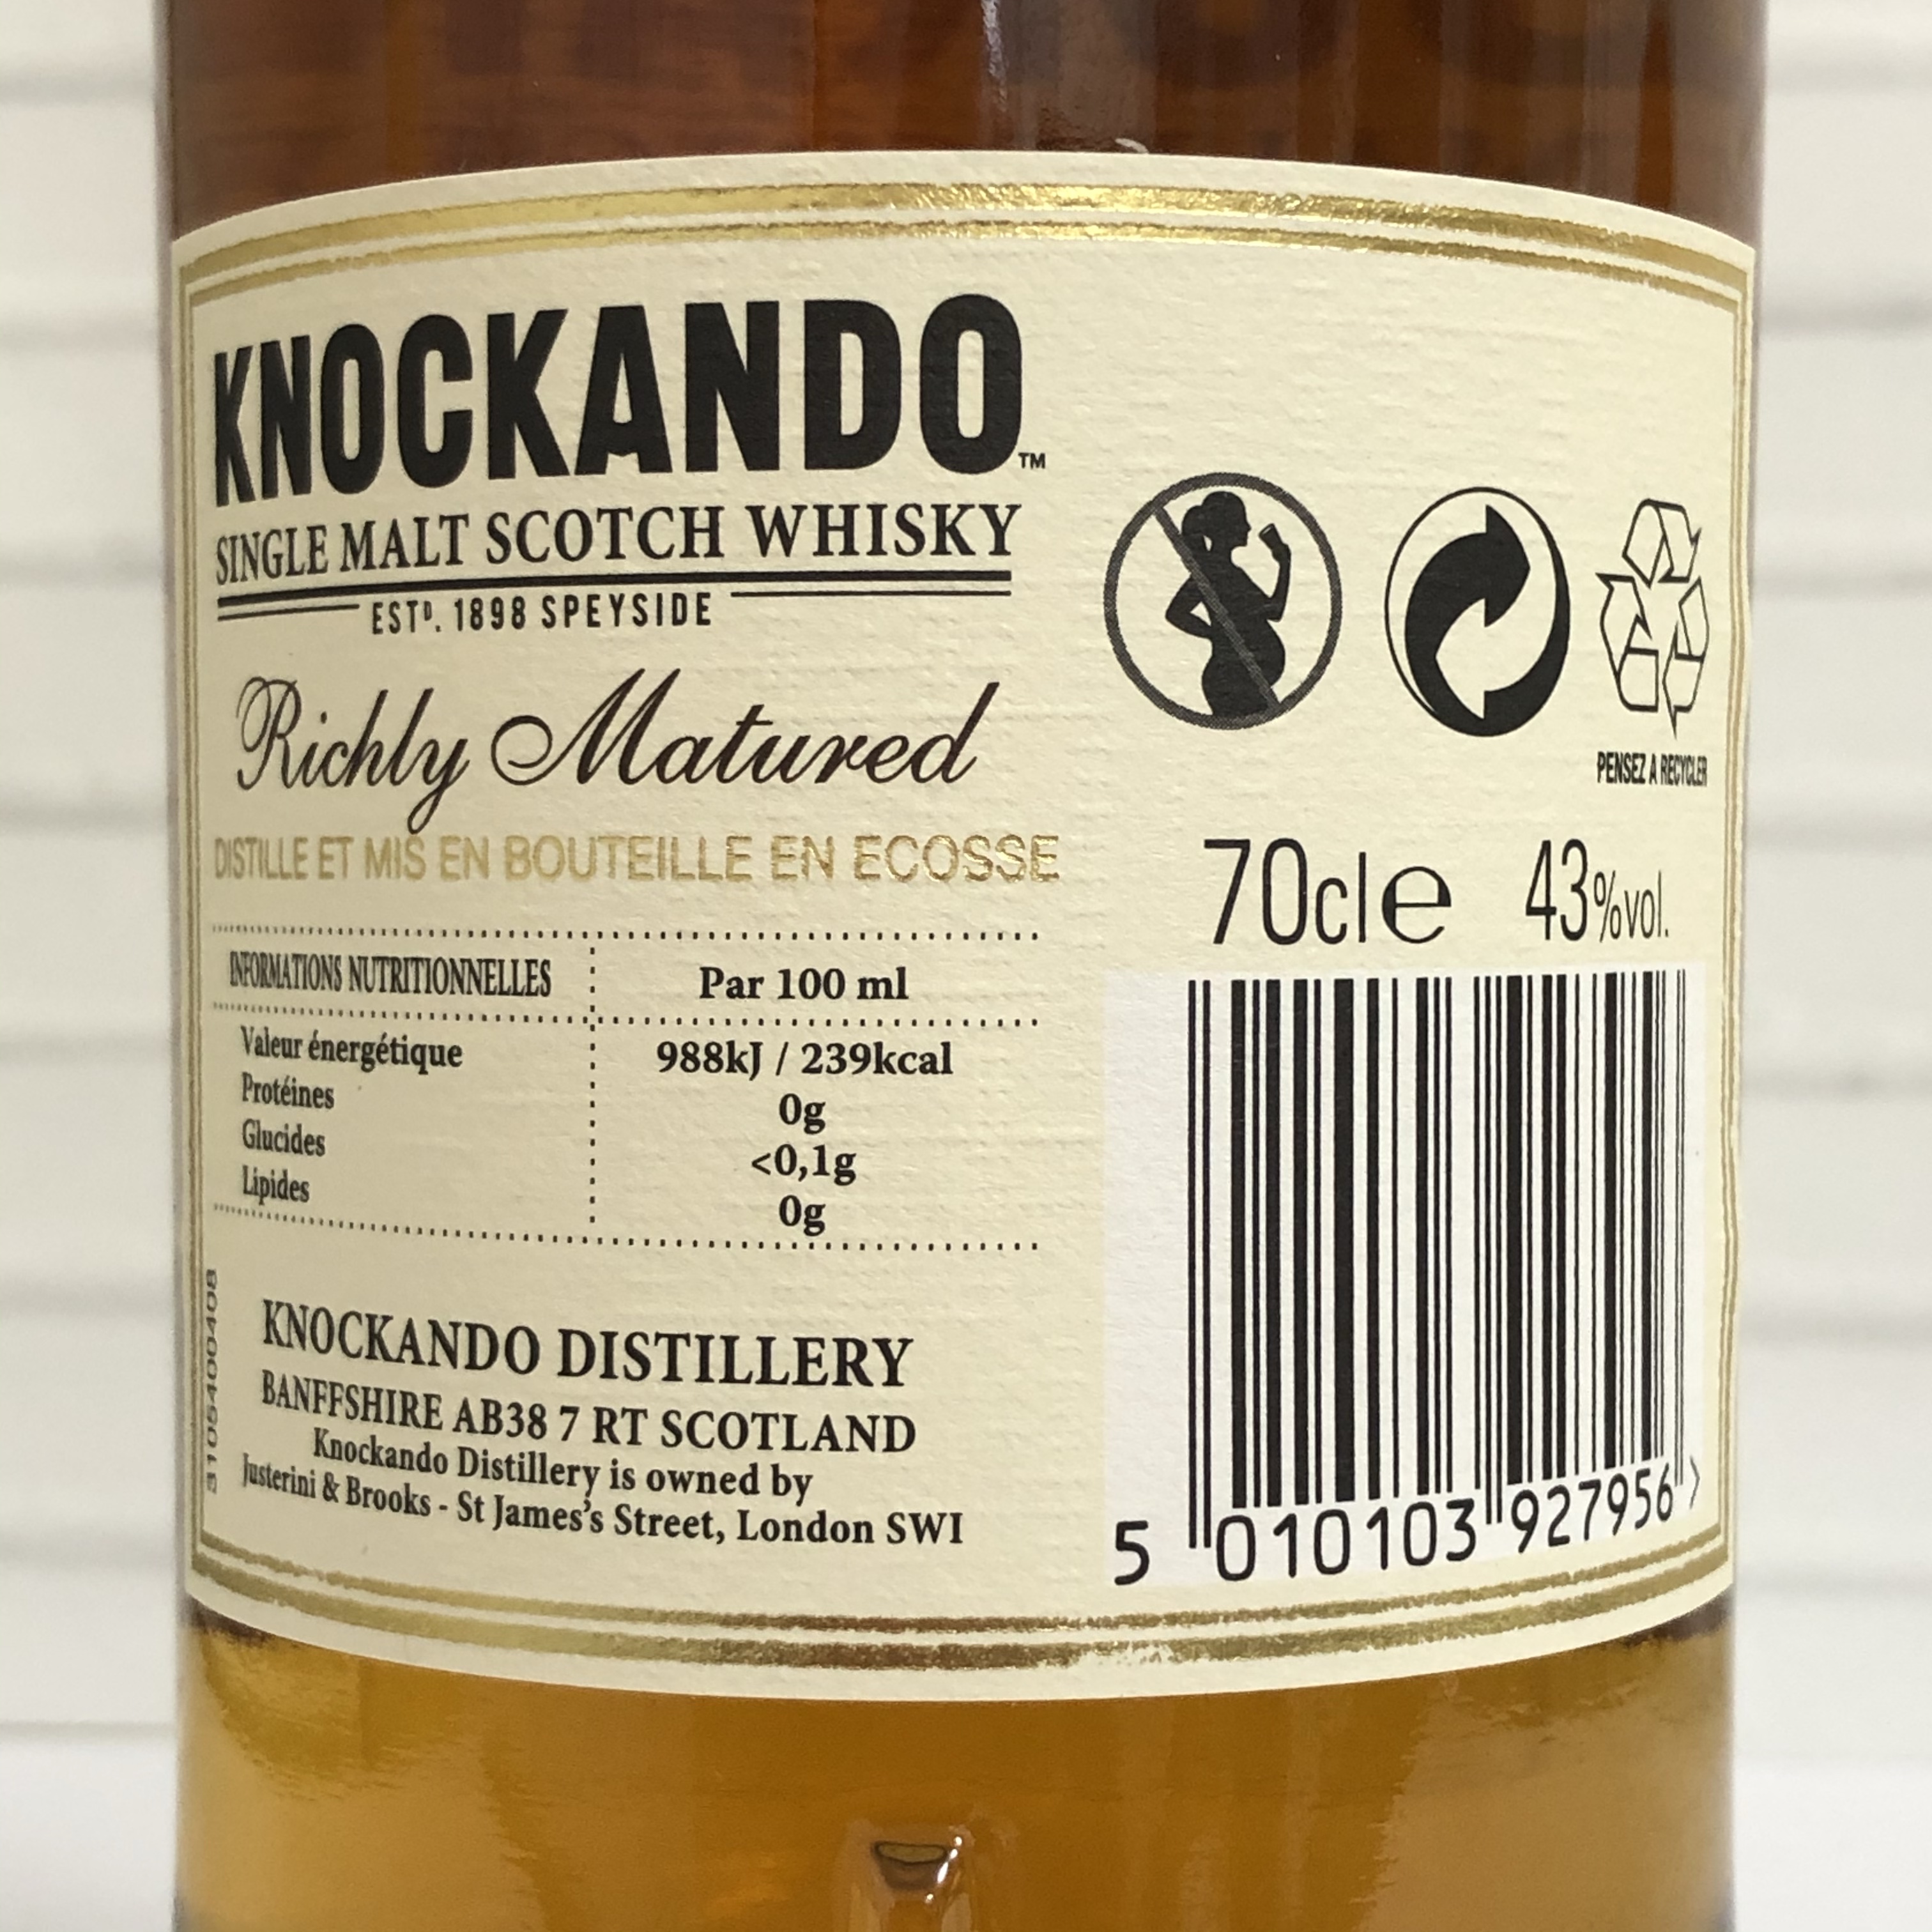 KNOCKANDO™
SINGLE MALT SCOTCH WHISKY
ESTD. 1898 SPEYSIDE
Richly Matured
DISTILLE ET MIS EN BOUTEILLE EN ECOSSE
INFORMATIONS NUTRITIONNELLES Par 100 ml
Valeur énergétique 988kJ / 239kcal
Protéines 0g
Glucides <0,1g
Lipides 0g
KNOCKANDO DISTILLERY
BANFFSHIRE AB38 7 RT SCOTLAND
Knockando Distillery is owned by
Justerini & Brooks - St James's Street, London SWI
PENSEZ A RECYCLER
70cle 43%vol.
5 010103 927956 >